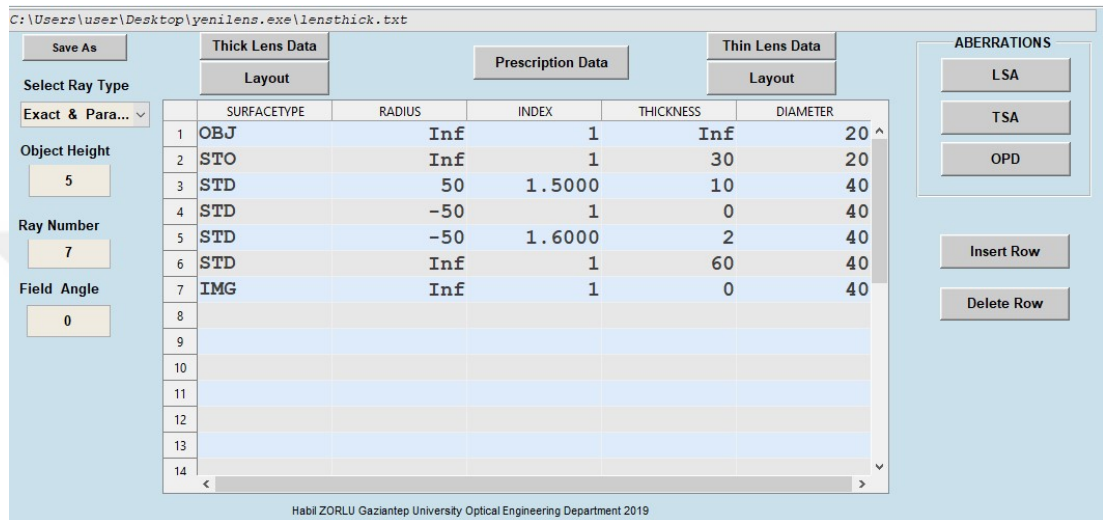 C:\Users\user\Desktop\yenilens.exe\lensthick.txt
Save As
Thick Lens Data
Layout
Prescription Data
Thin Lens Data
Layout
ABERRATIONS
LSA
TSA
OPD
Select Ray Type
Exact & Para...
Object Height
5
Ray Number
7
Field Angle
0
SURFACETYPE RADIUS INDEX THICKNESS DIAMETER
1 OBJ Inf 1 Inf 20
2 STO Inf 1 30 20
3 STD 50 1.5000 10 40
4 STD -50 1 0 40
5 STD -50 1.6000 2 40
6 STD Inf 1 60 40
7 IMG Inf 1 0 40
8
9
10
11
12
13
14
Insert Row
Delete Row
Habil ZORLU Gaziantep University Optical Engineering Department 2019